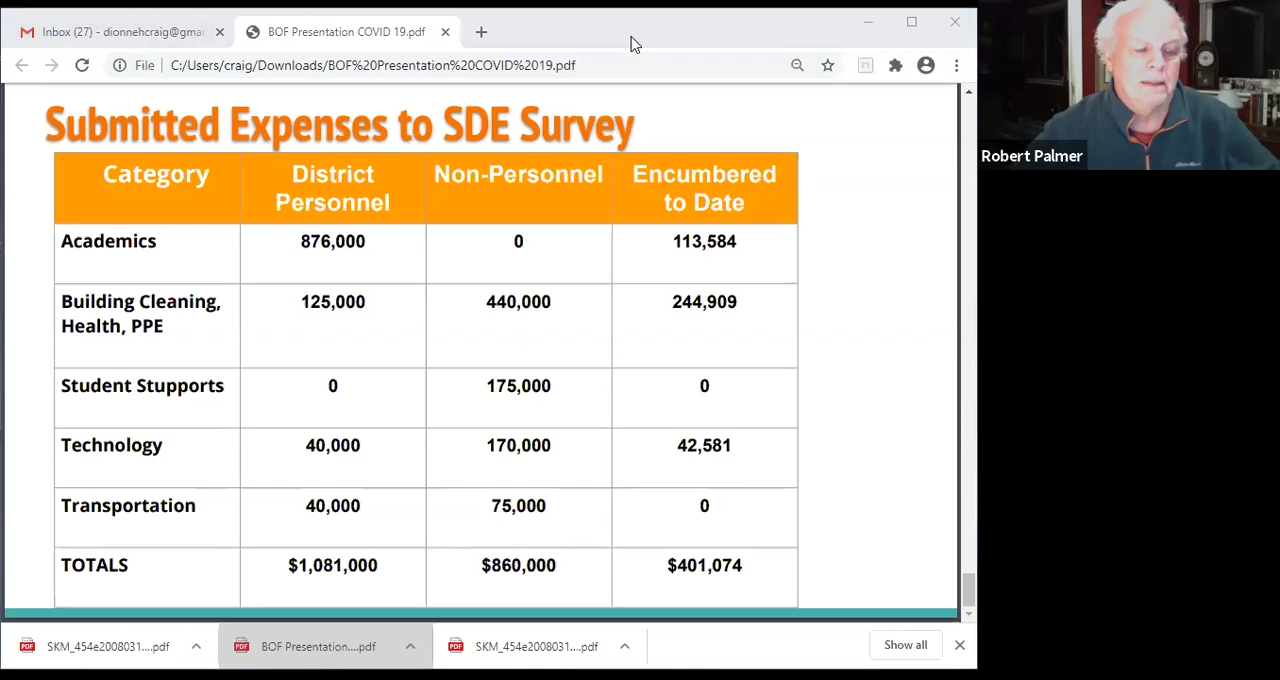 Inbox (27) - dionnehcraig@gmai
BOF Presentation COVID 19.pdf
File
C:/Users/craig/Downloads/BOF%20Presentation%20COVID%2019.pdf
Robert Palmer
Submitted Expenses to SDE Survey
Category District Personnel Non-Personnel Encumbered to Date
Academics 876,000 0 113,584
Building Cleaning, Health, PPE 125,000 440,000 244,909
Student Stupports 0 175,000 0
Technology 40,000 170,000 42,581
Transportation 40,000 75,000 0
TOTALS $1,081,000 $860,000 $401,074
SKM_454e2008031....pdf
BOF Presentation....pdf
SKM_454e2008031....pdf
Show all